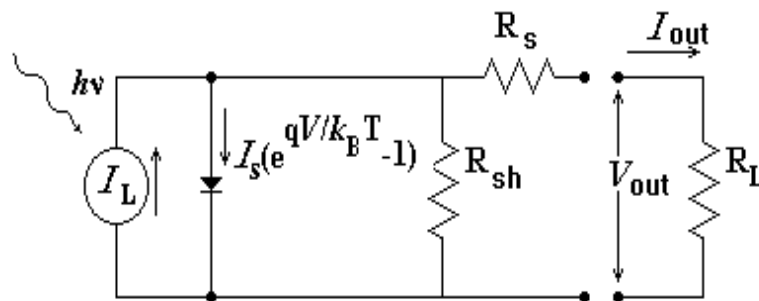 R_s
I_out
hν
I_s(e^qV/k_BT-1)
R_sh
V_out
R_L
I_L